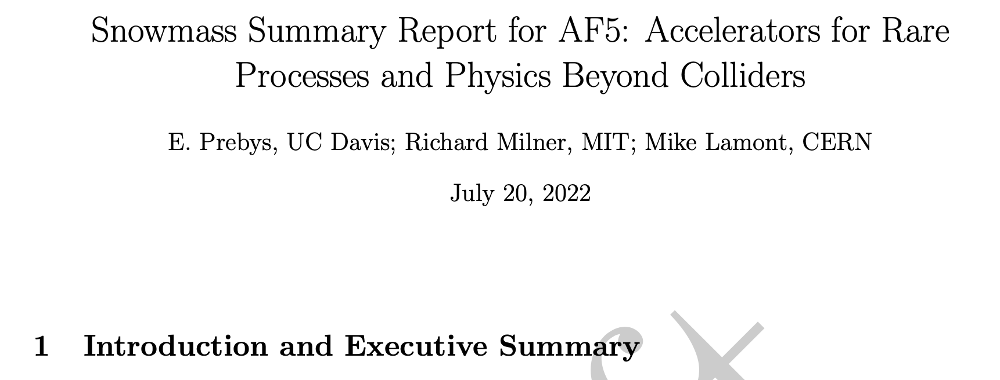 Snowmass Summary Report for AF5: Accelerators for Rare
Processes and Physics Beyond Colliders
E. Prebys, UC Davis; Richard Milner, MIT; Mike Lamont, CERN
July 20, 2022
1 Introduction and Executive Summary